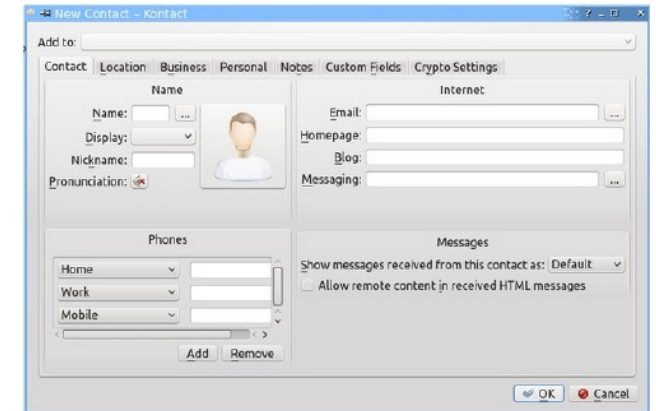 New Contact – Kontact
Add to:
Contact Location Business Personal Notes Custom Fields Crypto Settings
Name
Name: ...
Display:
Nickname:
Pronunciation:
Internet
Email: ...
Homepage:
Blog:
Messaging: ...
Phones
Home
Work
Mobile
Add Remove
Messages
Show messages received from this contact as: Default
Allow remote content in received HTML messages
OK Cancel